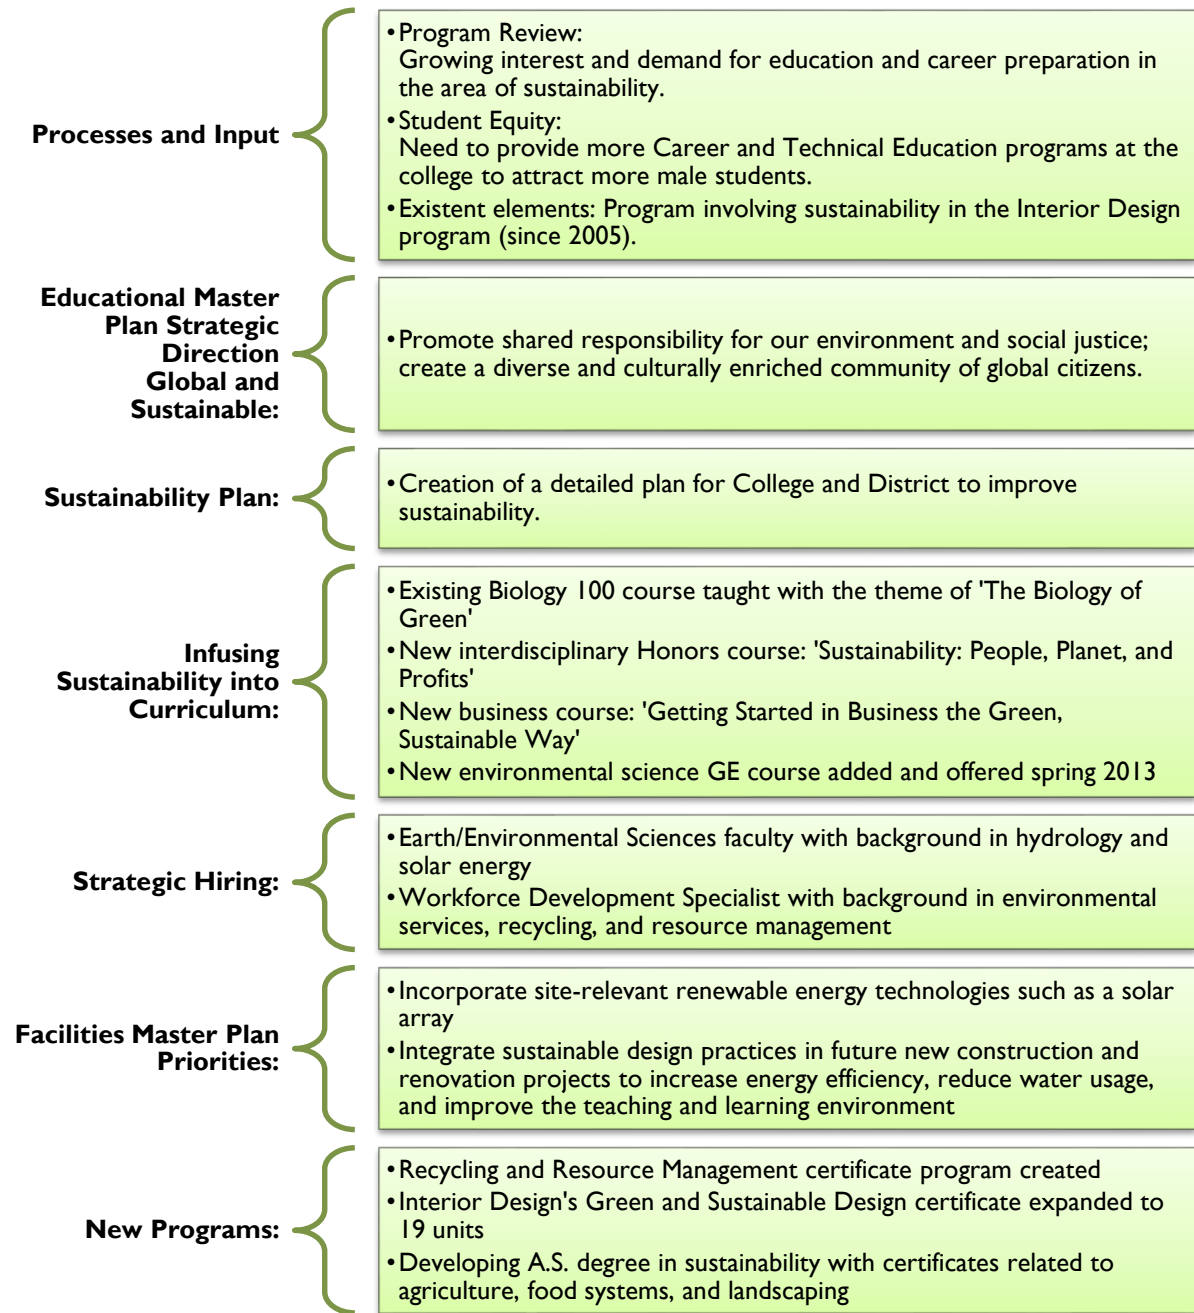 Processes and Input
•Program Review:
Growing interest and demand for education and career preparation in
the area of sustainability.
•Student Equity:
Need to provide more Career and Technical Education programs at the
college to attract more male students.
•Existent elements: Program involving sustainability in the Interior Design
program (since 2005).
Educational Master
Plan Strategic
Direction
Global and
Sustainable:
•Promote shared responsibility for our environment and social justice;
create a diverse and culturally enriched community of global citizens.
Sustainability Plan:
•Creation of a detailed plan for College and District to improve
sustainability.
Infusing
Sustainability into
Curriculum:
•Existing Biology 100 course taught with the theme of 'The Biology of
Green'
•New interdisciplinary Honors course: 'Sustainability: People, Planet, and
Profits'
•New business course: 'Getting Started in Business the Green,
Sustainable Way'
•New environmental science GE course added and offered spring 2013
Strategic Hiring:
•Earth/Environmental Sciences faculty with background in hydrology and
solar energy
•Workforce Development Specialist with background in environmental
services, recycling, and resource management
Facilities Master Plan
Priorities:
•Incorporate site-relevant renewable energy technologies such as a solar
array
•Integrate sustainable design practices in future new construction and
renovation projects to increase energy efficiency, reduce water usage,
and improve the teaching and learning environment
New Programs:
•Recycling and Resource Management certificate program created
•Interior Design's Green and Sustainable Design certificate expanded to
19 units
•Developing A.S. degree in sustainability with certificates related to
agriculture, food systems, and landscaping